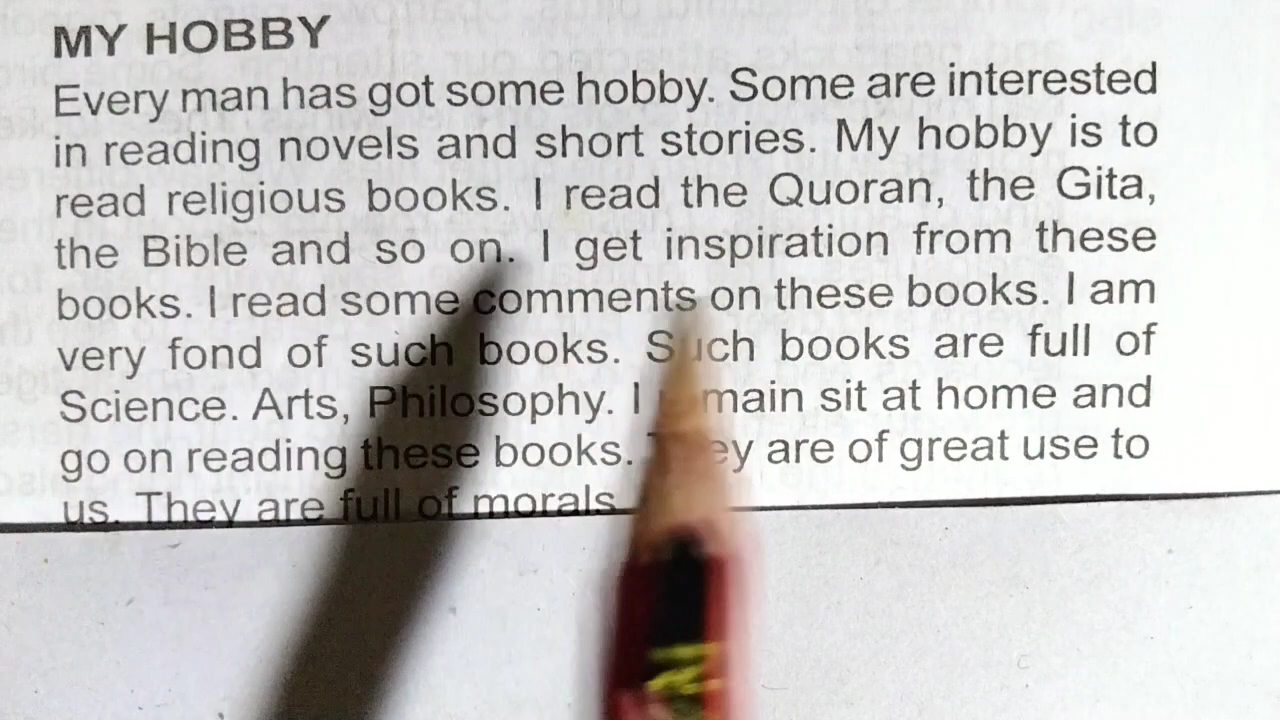 MY HOBBY
Every man has got some hobby. Some are interested
in reading novels and short stories. My hobby is to
read religious books. I read the Quoran, the Gita,
the Bible and so on. I get inspiration from these
books. I read some comments on these books. I am
very fond of such books. Such books are full of
Science. Arts, Philosophy. I remain sit at home and
go on reading these books. They are of great use to
us. They are full of morals